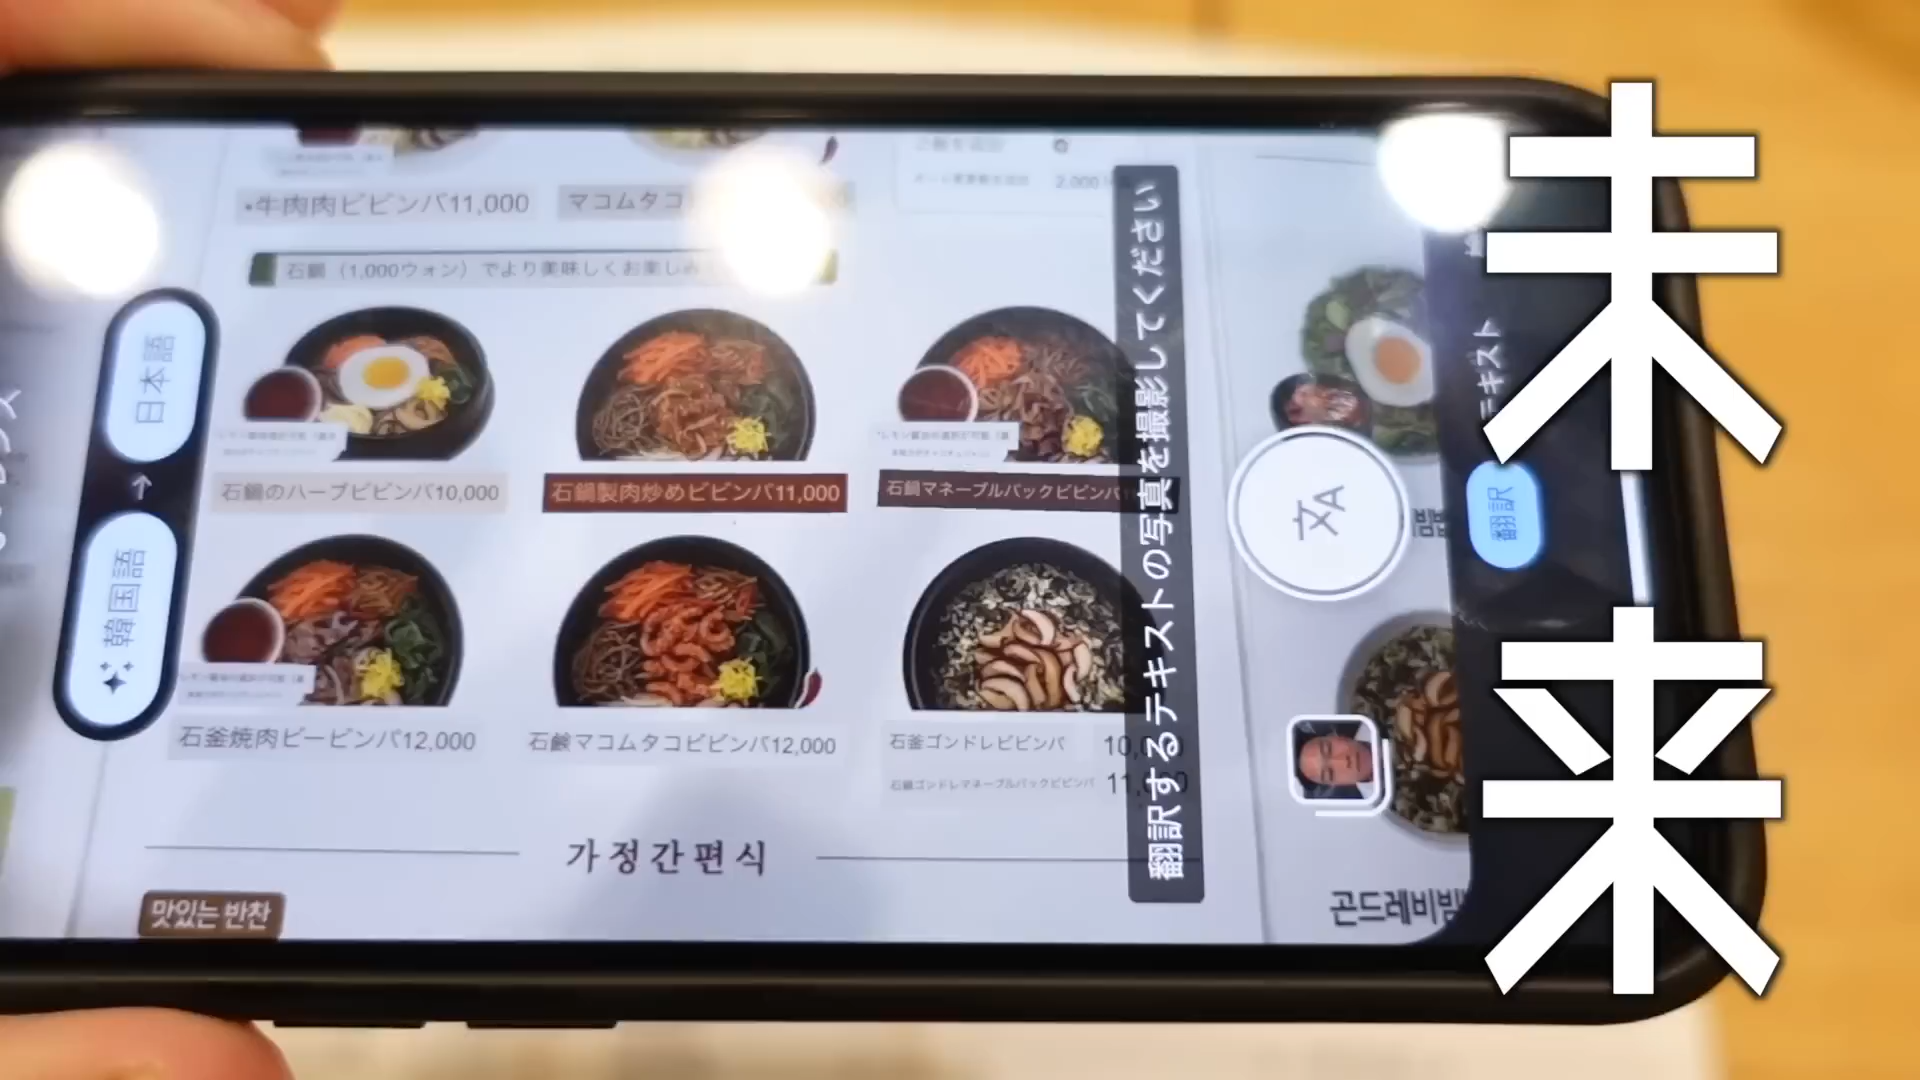 •牛肉肉ビビンバ11,000
マコムタコ
2,000
石鍋（1,000ウォン）でより美味しくお楽しみ
石鍋のハーブビビンバ10,000
石鍋製肉炒めビビンバ11,000
石鍋マネーブルバックビビンバ
石釜焼肉ビービンバ12,000
石鹸マコムタコビビンバ12,000
石釜ゴンドレビビンバ
石鍋ゴンドレマネーブルバックビビンバ
가정간편식
맛있는 반찬
곤드레비빔
日本語
韓国語
翻訳するテキストの写真を撮影してください
テキスト
翻訳
未来